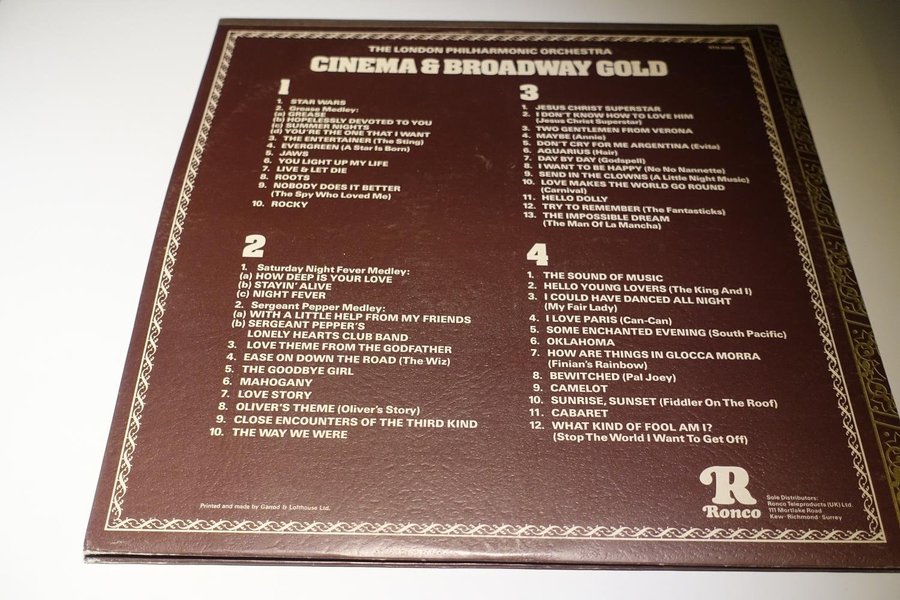 THE LONDON PHILHARMONIC ORCHESTRA
CINEMA & BROADWAY GOLD
1
1. STAR WARS
2. Grease Medley:
(a) GREASE
(b) HOPELESSLY DEVOTED TO YOU
(c) SUMMER NIGHTS
(d) YOU'RE THE ONE THAT I WANT
3. THE ENTERTAINER (The Sting)
4. EVERGREEN (A Star Is Born)
5. JAWS
6. YOU LIGHT UP MY LIFE
7. LIVE & LET DIE
8. ROOTS
9. NOBODY DOES IT BETTER
(The Spy Who Loved Me)
10. ROCKY
2
1. Saturday Night Fever Medley:
(a) HOW DEEP IS YOUR LOVE
(b) STAYIN' ALIVE
(c) NIGHT FEVER
2. Sergeant Pepper Medley:
(a) WITH A LITTLE HELP FROM MY FRIENDS
(b) SERGEANT PEPPER'S
LONELY HEARTS CLUB BAND
3. LOVE THEME FROM THE GODFATHER
4. EASE ON DOWN THE ROAD (The Wiz)
5. THE GOODBYE GIRL
6. MAHOGANY
7. LOVE STORY
8. OLIVER'S THEME (Oliver's Story)
9. CLOSE ENCOUNTERS OF THE THIRD KIND
10. THE WAY WE WERE
3
1. JESUS CHRIST SUPERSTAR
2. I DON'T KNOW HOW TO LOVE HIM
(Jesus Christ Superstar)
3. TWO GENTLEMEN FROM VERONA
4. MAYBE (Annie)
5. DON'T CRY FOR ME ARGENTINA (Evita)
6. AQUARIUS (Hair)
7. DAY BY DAY (Godspell)
8. I WANT TO BE HAPPY (No No Nannette)
9. SEND IN THE CLOWNS (A Little Night Music)
10. LOVE MAKES THE WORLD GO ROUND
(Carnival)
11. HELLO DOLLY
12. TRY TO REMEMBER (The Fantasticks)
13. THE IMPOSSIBLE DREAM
(The Man Of La Mancha)
4
1. THE SOUND OF MUSIC
2. HELLO YOUNG LOVERS (The King And I)
3. I COULD HAVE DANCED ALL NIGHT
(My Fair Lady)
4. I LOVE PARIS (Can-Can)
5. SOME ENCHANTED EVENING (South Pacific)
6. OKLAHOMA
7. HOW ARE THINGS IN GLOCCA MORRA
(Finian's Rainbow)
8. BEWITCHED (Pal Joey)
9. CAMELOT
10. SUNRISE, SUNSET (Fiddler On The Roof)
11. CABARET
12. WHAT KIND OF FOOL AM I?
(Stop The World I Want To Get Off)
Printed and made by Garrod & Lofthouse Ltd.
R
Ronco
Sole Distributors:
Ronco Teleproducts (UK) Ltd.
111 Mortlake Road
Kew · Richmond · Surrey